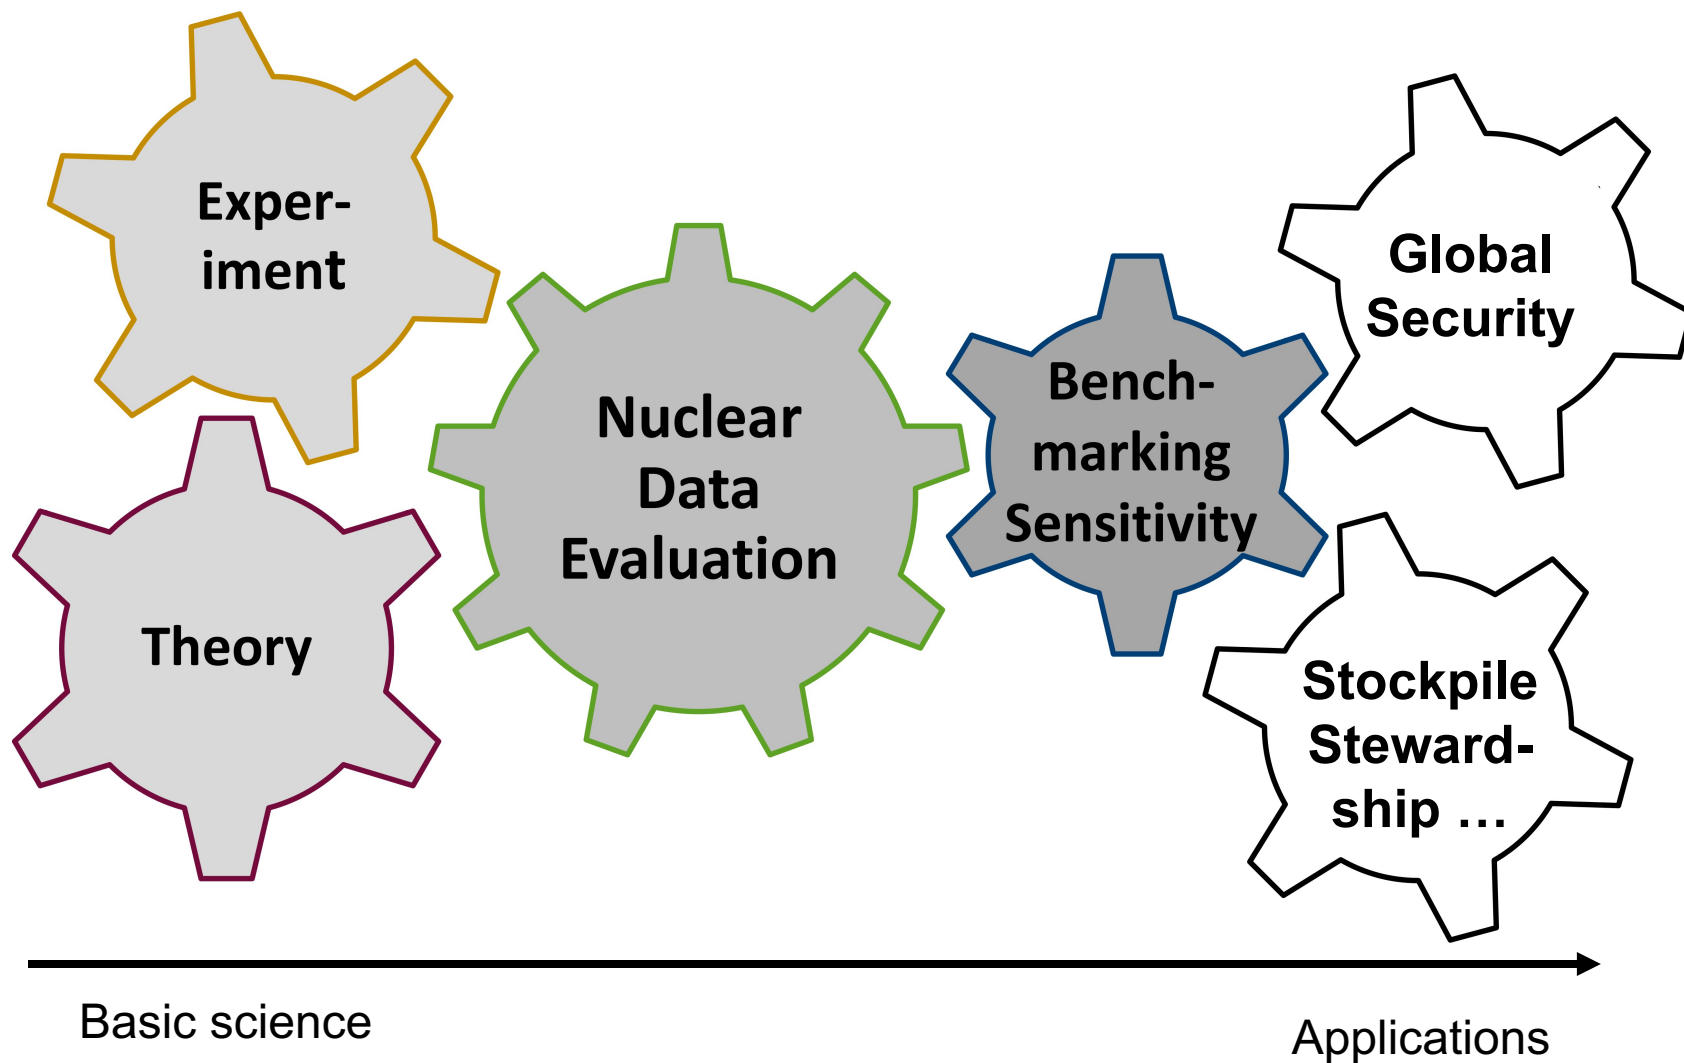 Exper-
iment
Theory
Nuclear
Data
Evaluation
Bench-
marking
Sensitivity
Global
Security
Stockpile
Steward-
ship …
Basic science
Applications